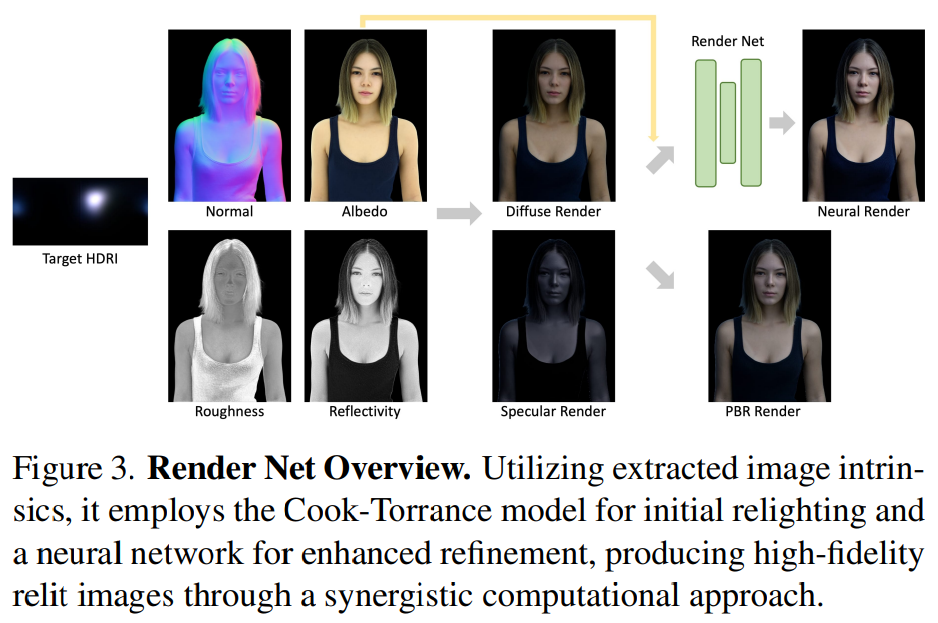 Render Net
Normal
Albedo
Diffuse Render
Neural Render
Target HDRI
Roughness
Reflectivity
Specular Render
PBR Render
Figure 3. Render Net Overview. Utilizing extracted image intrin-
sics, it employs the Cook-Torrance model for initial relighting and
a neural network for enhanced refinement, producing high-fidelity
relit images through a synergistic computational approach.